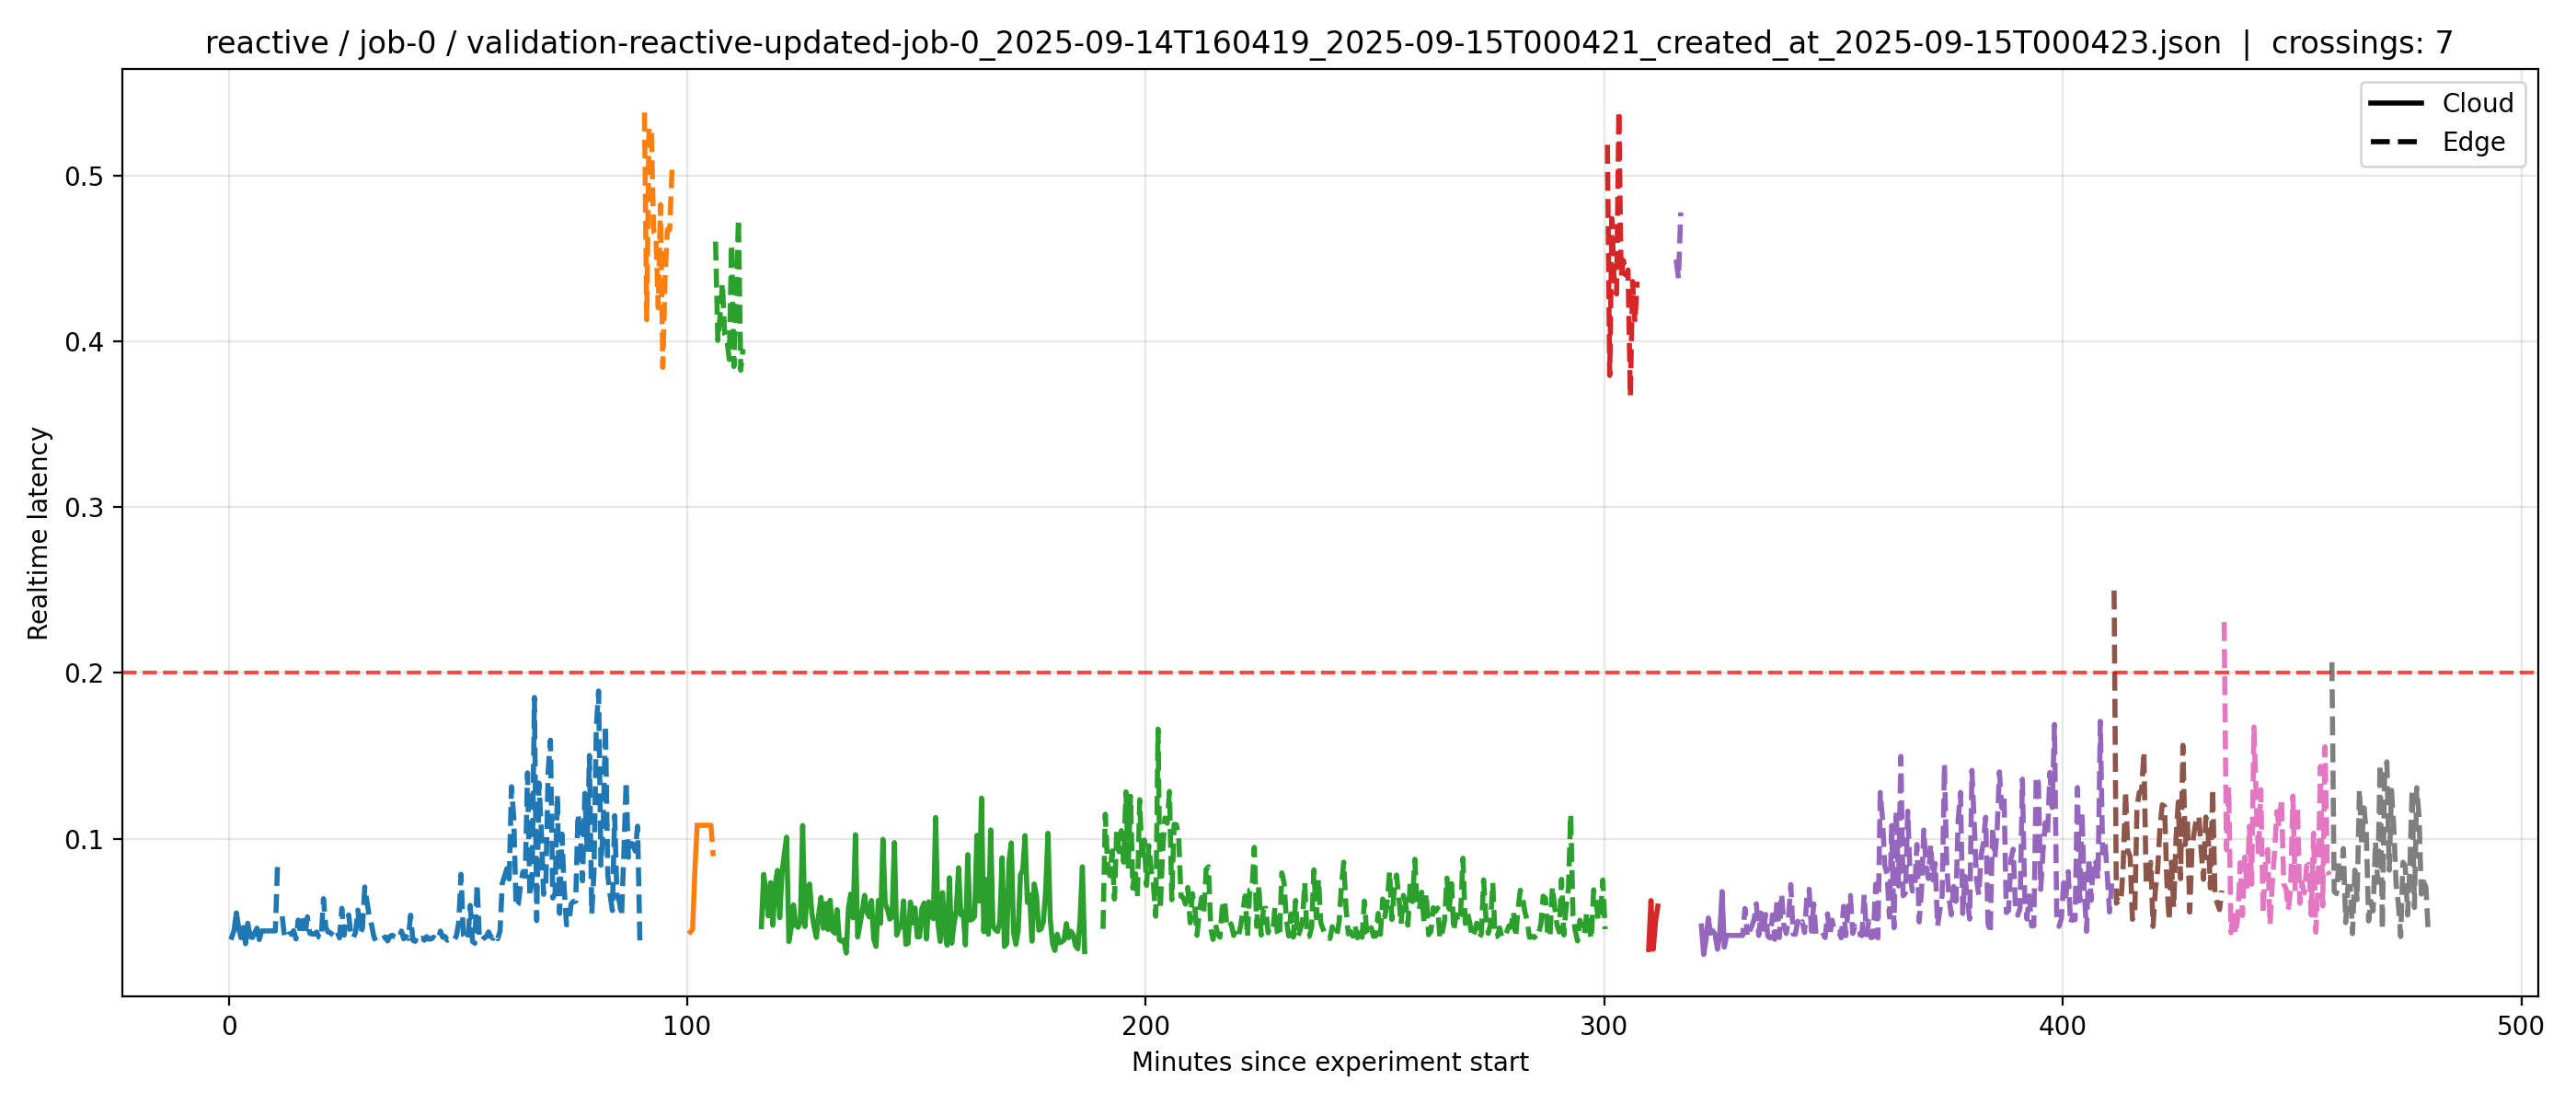 reactive / job-0 / validation-reactive-updated-job-0_2025-09-14T160419_2025-09-15T000421_created_at_2025-09-15T000423.json | crossings: 7
Cloud
Edge
Realtime latency
0.5
0.4
0.3
0.2
0.1
0 100 200 300 400 500
Minutes since experiment start